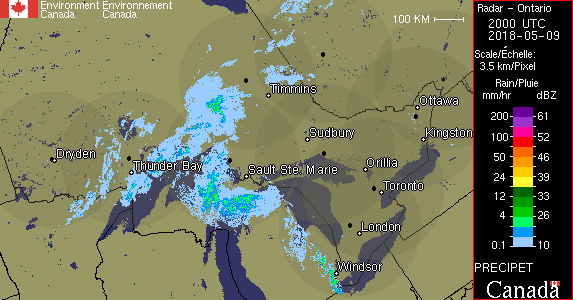 Environment Environnement
Canada Canada
100 KM
Timmins
Ottawa
Sudbury
Kingston
Dryden
Thunder Bay
Sault Ste. Marie
Orillia
Toronto
London
Windsor
Radar - Ontario
2000 UTC
2018-05-09
Scale/Échelle:
3.5 km/Pixel
Rain/Pluie
mm/hr dBZ
200 61
100 52
50 46
24 39
12 33
4 26
0.1 10
PRECIPET
Canada